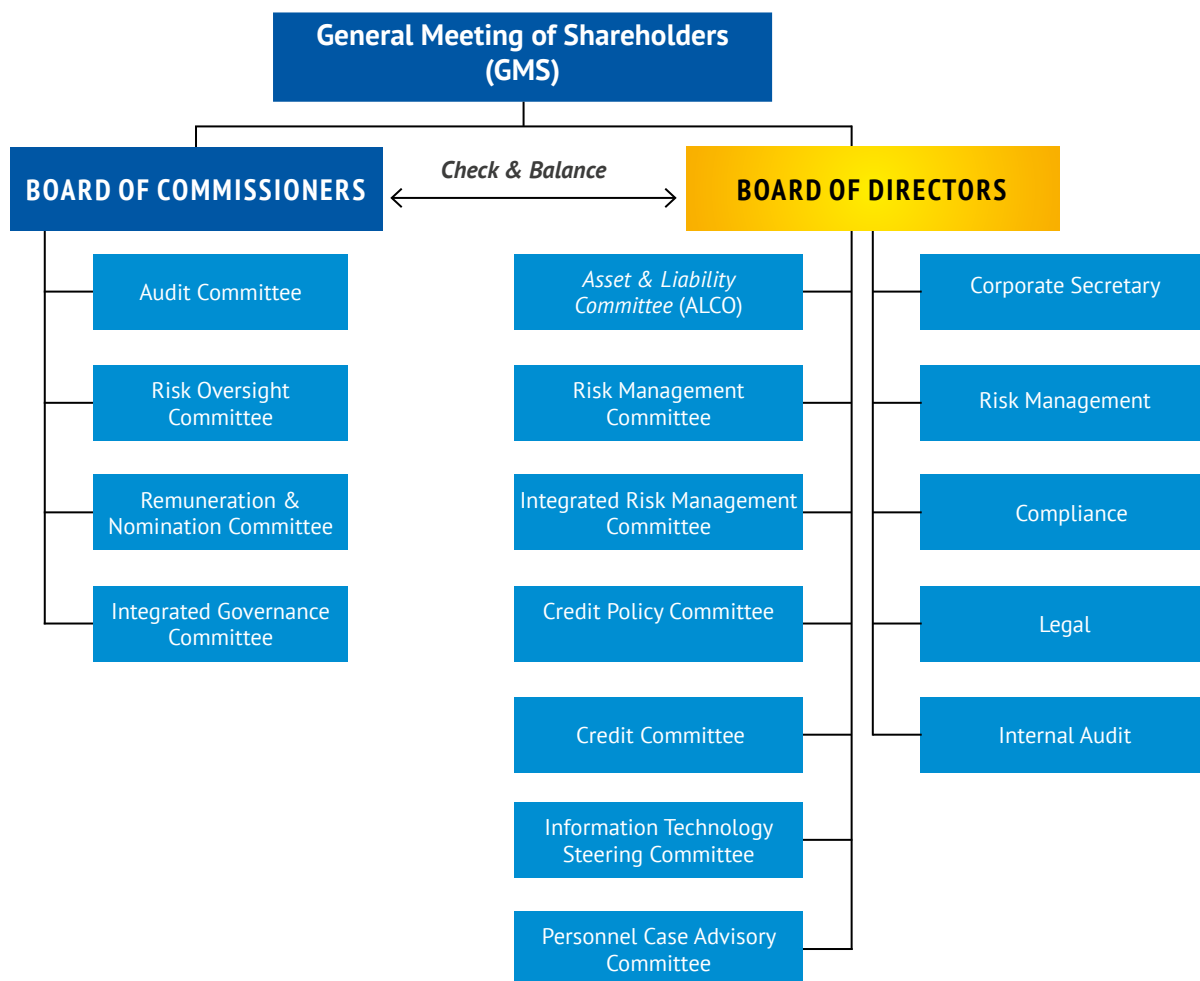 General Meeting of Shareholders
(GMS)
BOARD OF COMMISSIONERS
Check & Balance
BOARD OF DIRECTORS
Audit Committee
Risk Oversight
Committee
Remuneration &
Nomination Committee
Integrated Governance
Committee
Asset & Liability
Committee (ALCO)
Risk Management
Committee
Integrated Risk Management
Committee
Credit Policy Committee
Credit Committee
Information Technology
Steering Committee
Personnel Case Advisory
Committee
Corporate Secretary
Risk Management
Compliance
Legal
Internal Audit